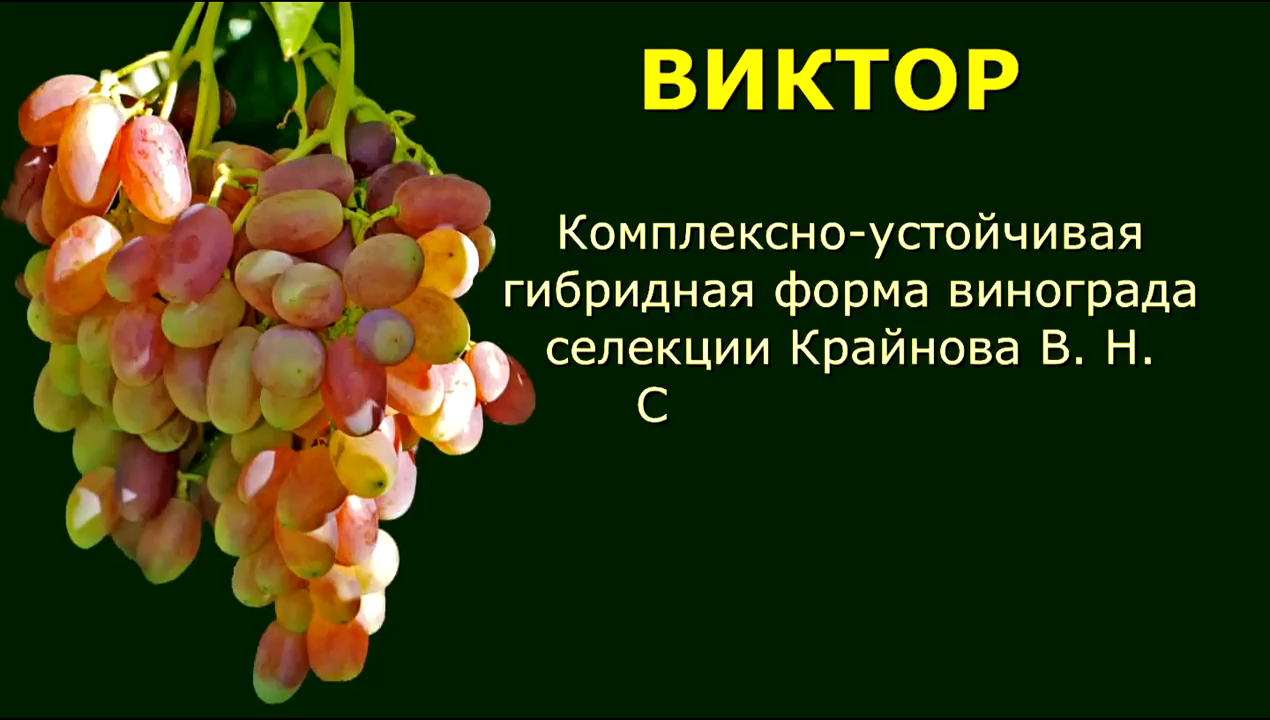 ВИКТОР
Комплексно-устойчивая
гибридная форма винограда
селекции Крайнова В. Н.
С